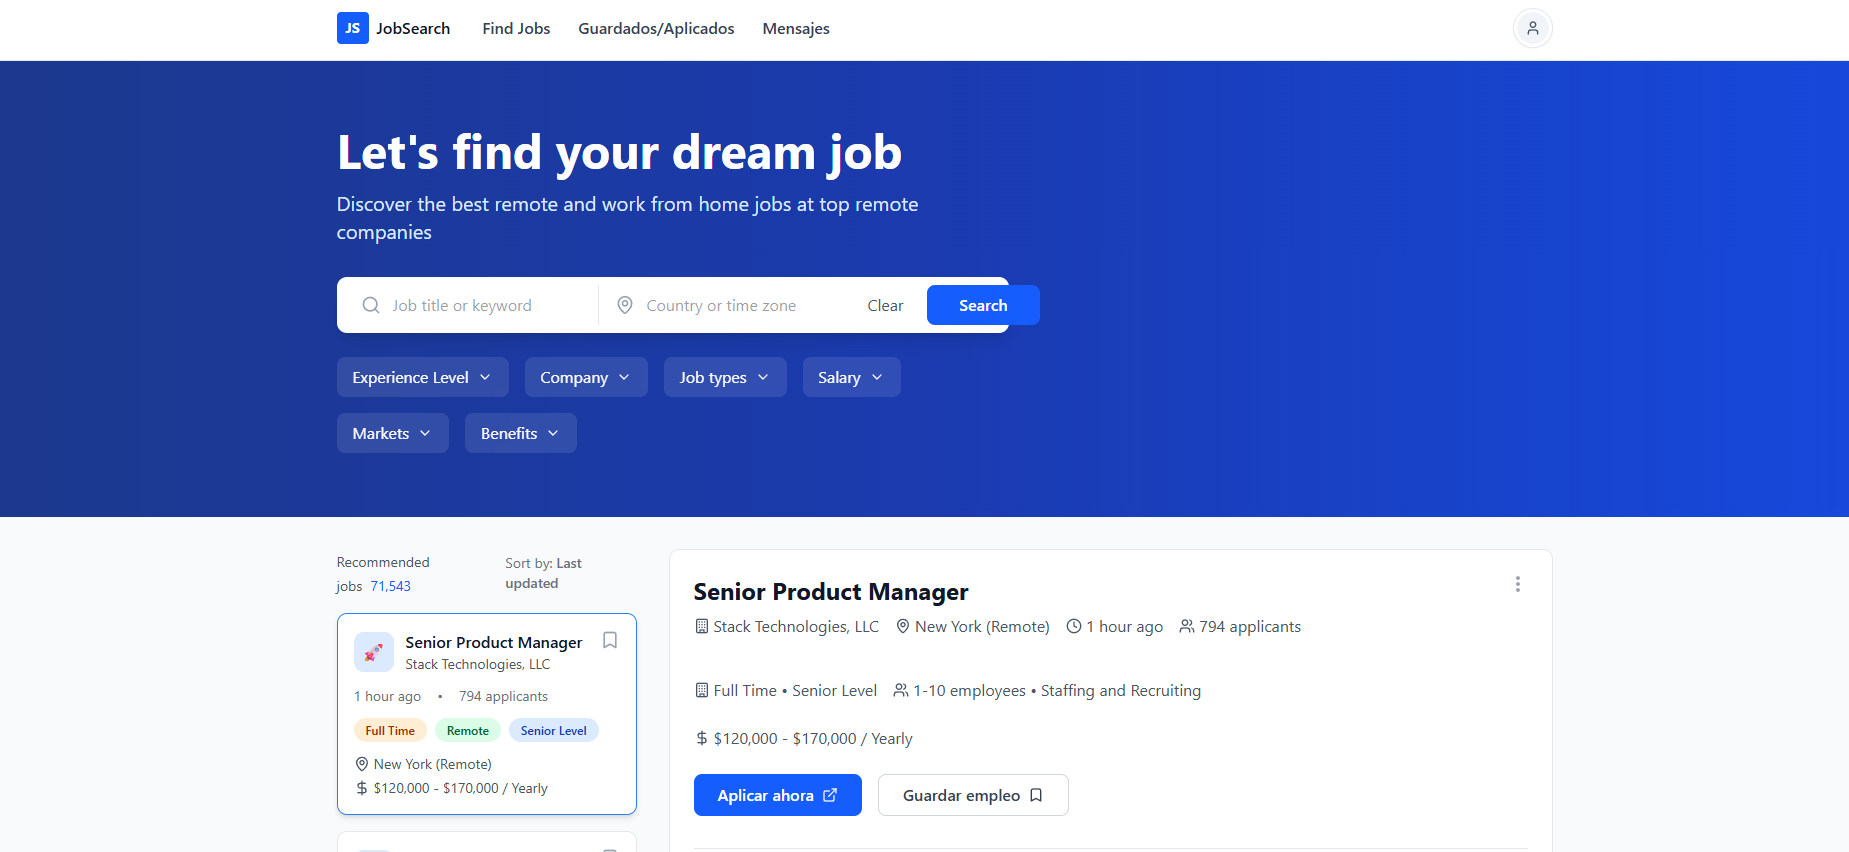 JS JobSearch Find Jobs Guardados/Aplicados Mensajes
Let's find your dream job
Discover the best remote and work from home jobs at top remote
companies
Job title or keyword Country or time zone Clear Search
Experience Level Company Job types Salary
Markets Benefits
Recommended
jobs 71,543
Sort by: Last
updated
Senior Product Manager
Stack Technologies, LLC
1 hour ago • 794 applicants
Full Time Remote Senior Level
New York (Remote)
$ $120,000 - $170,000 / Yearly
Senior Product Manager
Stack Technologies, LLC New York (Remote) 1 hour ago 794 applicants
Full Time • Senior Level 1-10 employees • Staffing and Recruiting
$ $120,000 - $170,000 / Yearly
Aplicar ahora Guardar empleo